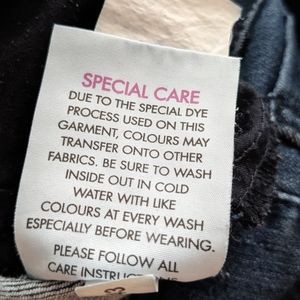 SPECIAL CARE
DUE TO THE SPECIAL DYE
PROCESS USED ON THIS
GARMENT, COLOURS MAY
TRANSFER ONTO OTHER
FABRICS. BE SURE TO WASH
INSIDE OUT IN COLD
WATER WITH LIKE
COLOURS AT EVERY WASH
ESPECIALLY BEFORE WEARING.
PLEASE FOLLOW ALL
CARE